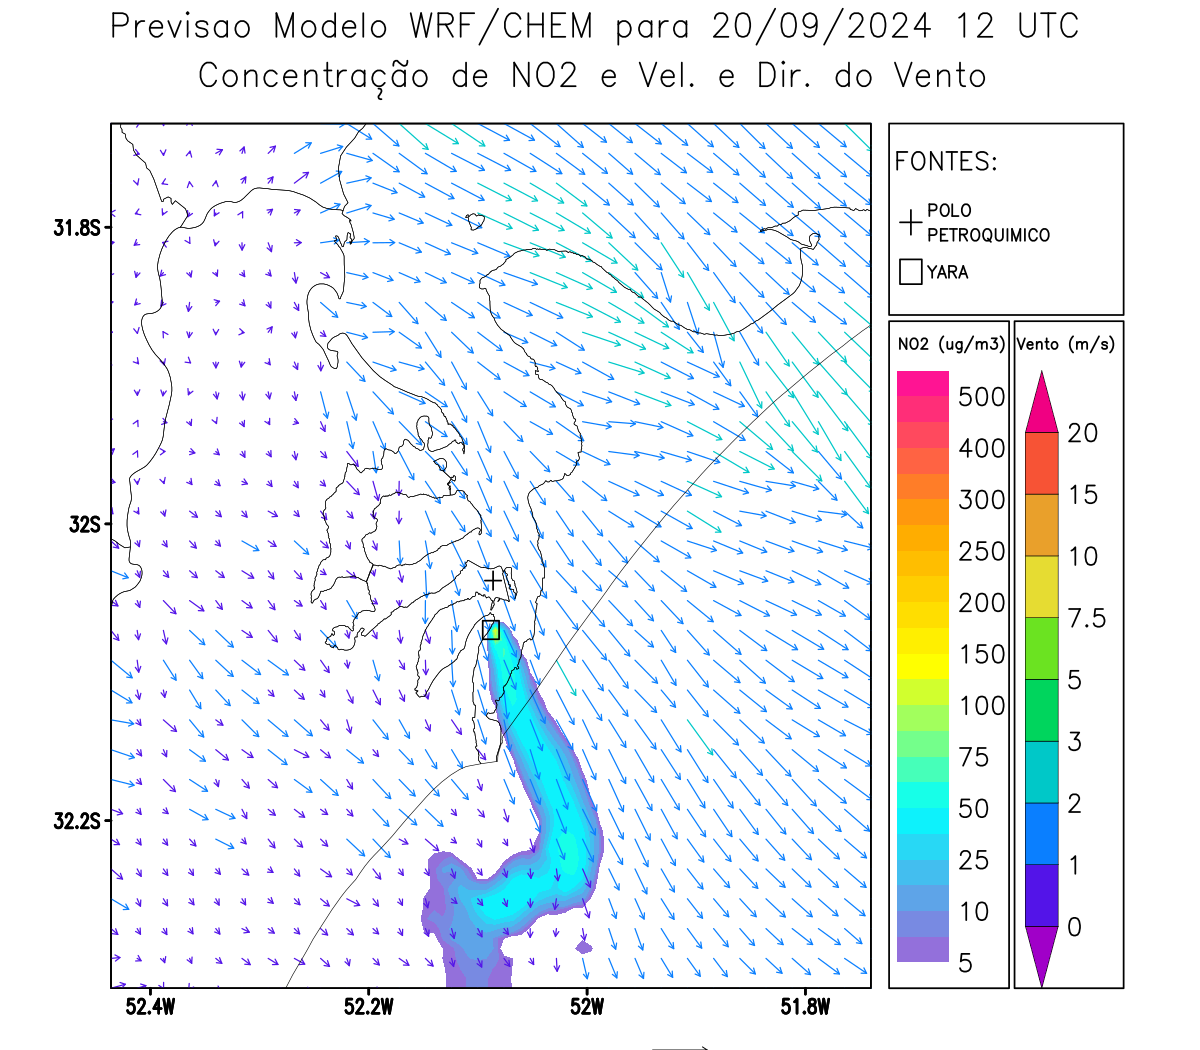 Previsao Modelo WRF/CHEM para 20/09/2024 12 UTC
Concentração de NO2 e Vel. e Dir. do Vento
FONTES:
POLO
PETROQUIMICO
YARA
NO2 (ug/m3)
500
400
300
250
200
150
100
75
50
25
10
5
Vento (m/s)
20
15
10
7.5
5
3
2
1
0
31.8S
32S
32.2S
52.4W
52.2W
52W
51.8W